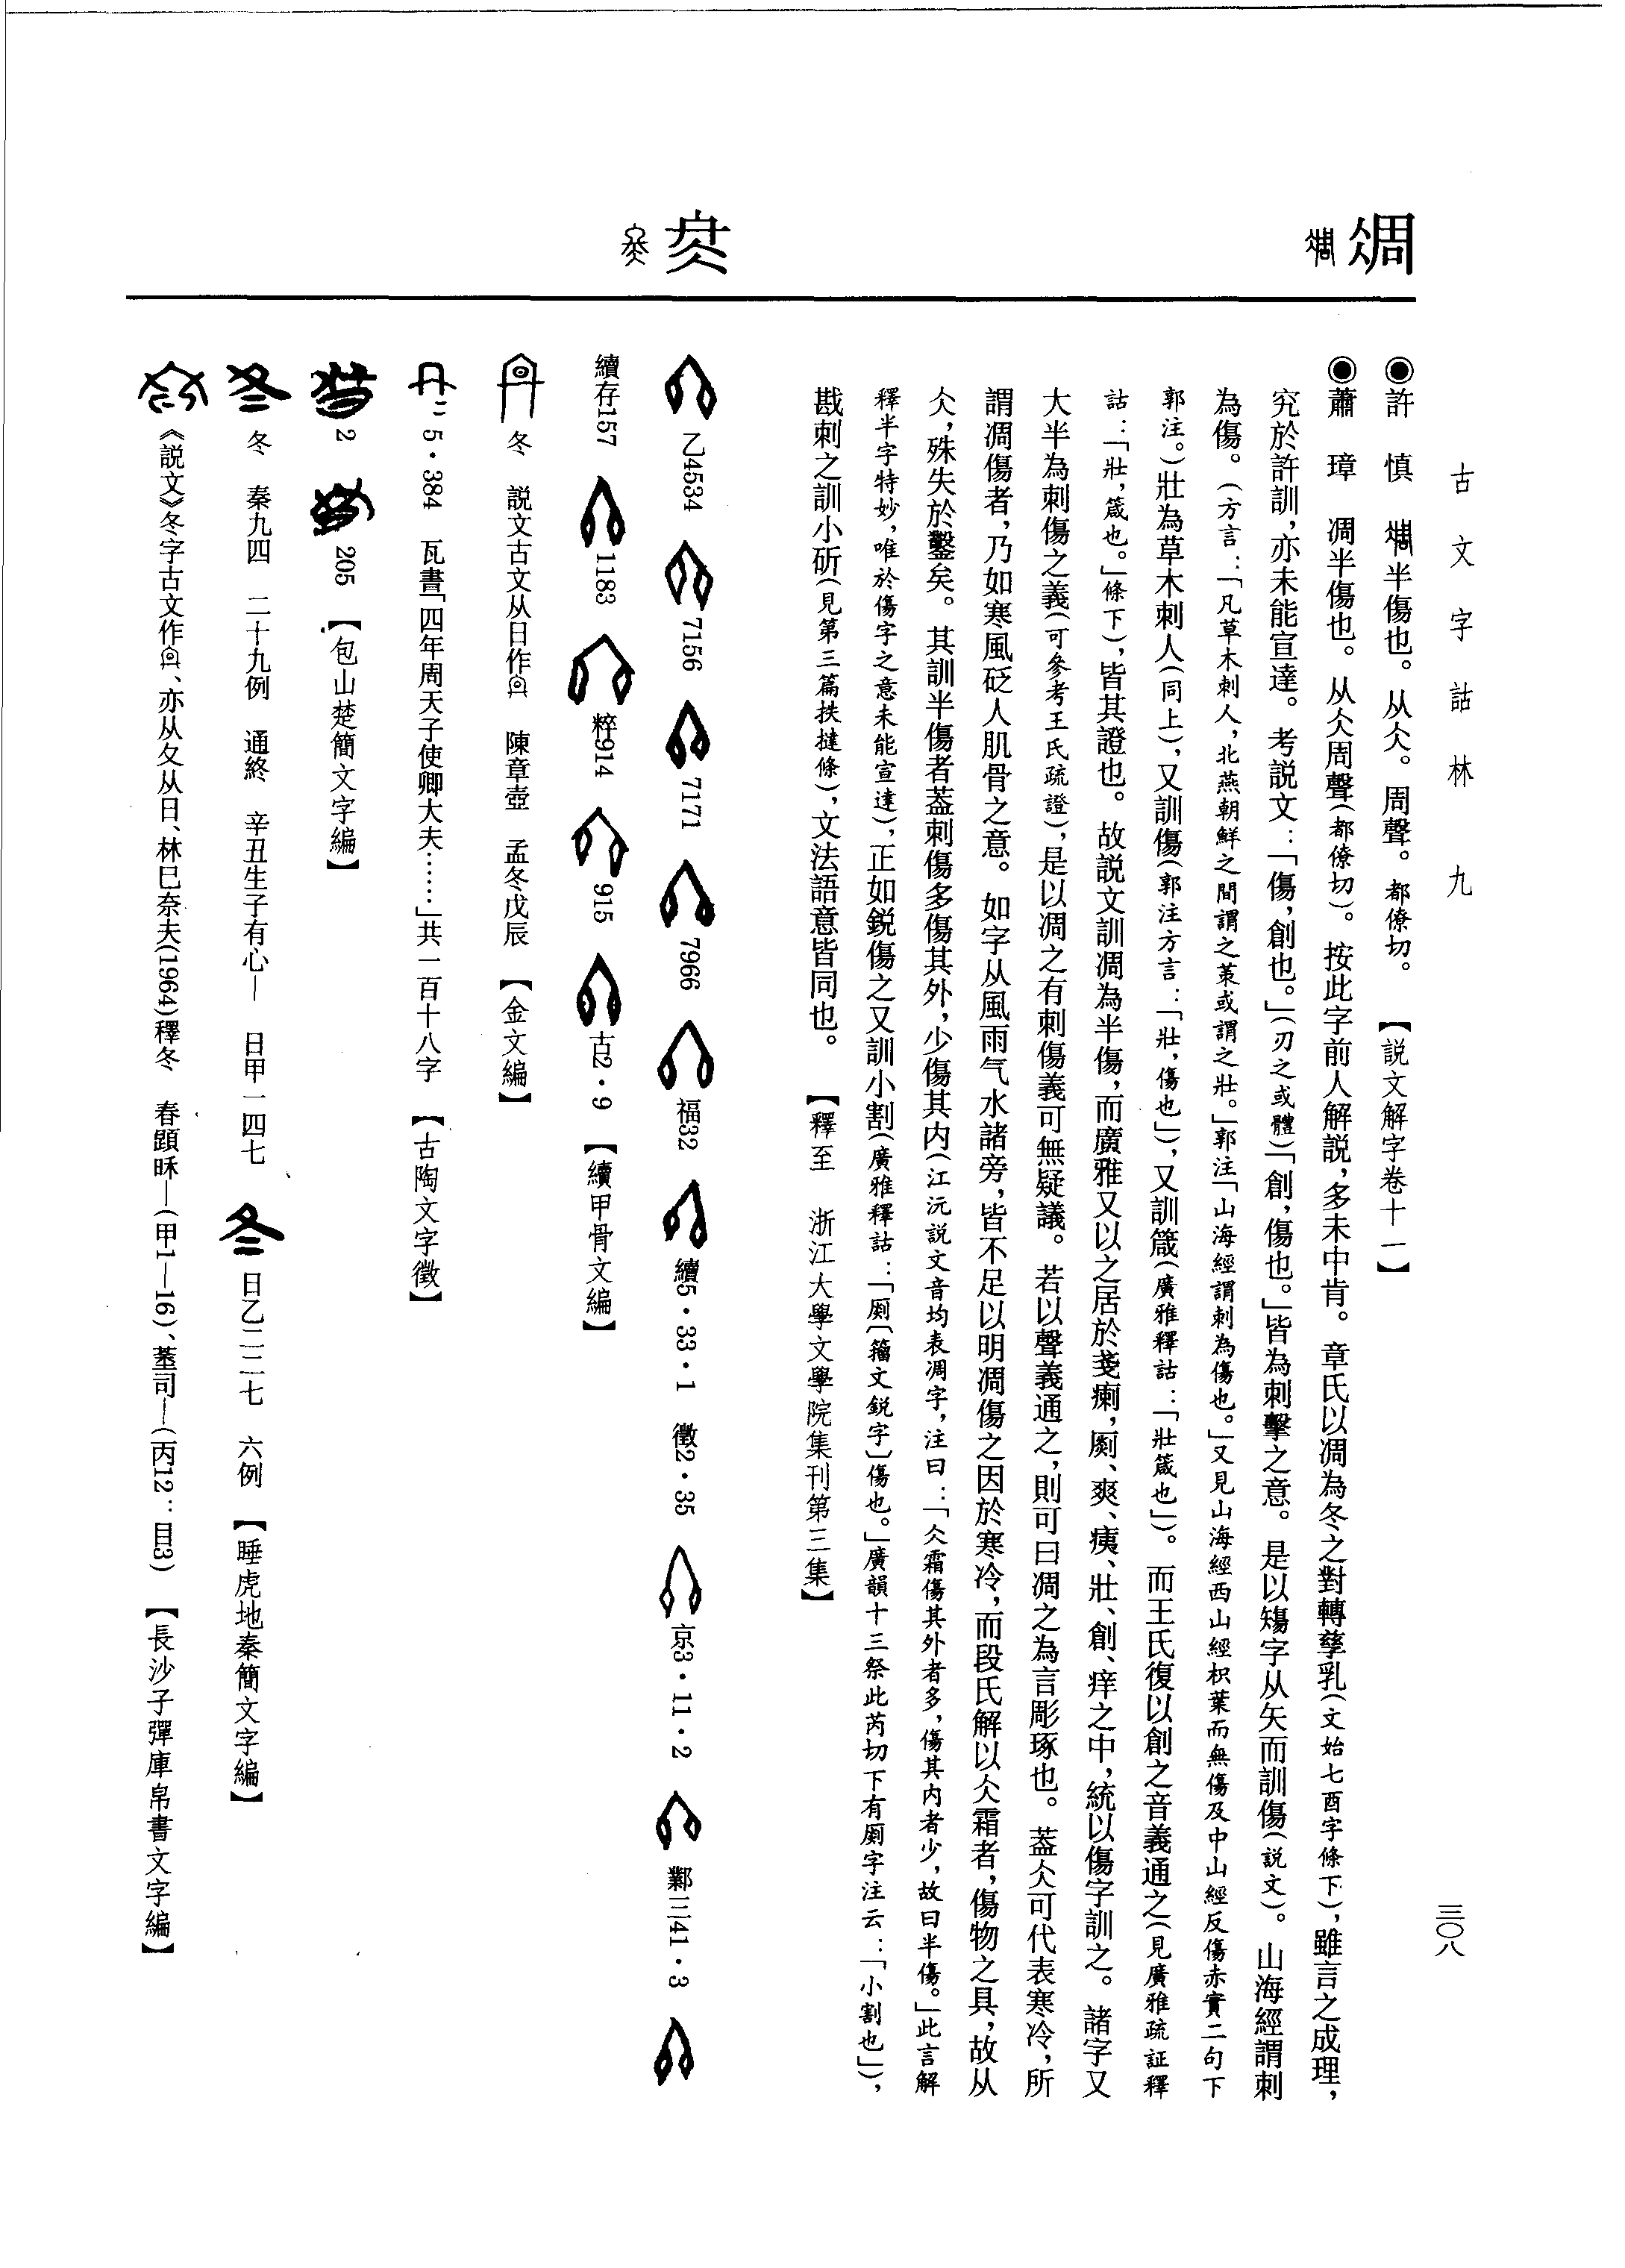 古文字詁林　九
三〇八
凋
◉許　慎　凋半傷也。从仌。周聲。都僚切。【説文解字卷十一】
◉蕭　璋　凋半傷也。从仌周聲(都僚切)。按此字前人解説，多未中肯。章氏以凋為冬之對轉孳乳(文始七酉字條下)，雖言之成理，
究於許訓，亦未能宣達。考説文：「傷，創也。」(刃之或體)「創，傷也。」皆為刺擊之意。是以煬字从矢而訓傷(説文)。山海經謂刺
為傷。(方言：「凡草木刺人，北燕朝鮮之間謂之茦或謂之壯。」郭注「山海經謂刺為傷也。」又見山海經西山經枳葉而無傷及中山經反傷赤實二句下
郭注。)壯為草木刺人(同上)，又訓傷(郭注方言：「壯，傷也」)，又訓箴(廣雅釋詁：「壯箴也」)。而王氏復以創之音義通之(見廣雅疏証釋
詁：「壯，箴也。」條下)，皆其證也。故説文訓凋為半傷，而廣雅又以之居於㦮瘌，㓹、爽、痍、壯、創、痒之中，統以傷字訓之。諸字又
大半為刺傷之義(可參考王氏疏證)，是以凋之有刺傷義可無疑議。若以聲義通之，則可曰凋之為言彫琢也。葢仌可代表寒冷，所
謂凋傷者，乃如寒風砭人肌骨之意。如字从風雨气水諸旁，皆不足以明凋傷之因於寒冷，而段氏解以仌霜者，傷物之具，故从
仌，殊失於鑿矣。其訓半傷者葢刺傷多傷其外，少傷其内(江沅説文音均表凋字，注曰：「仌霜傷其外者多，傷其内者少，故曰半傷。」此言解
釋半字特妙，唯於傷字之意未能宣達)，正如鋭傷之又訓小割(廣雅釋詁：「㓹〔籀文鋭字〕傷也。」廣韻十三祭此芮切下有㓹字注云：「小割也」)，
戡刺之訓小斫(見第三篇抶撻條)，文法語意皆同也。【釋至　浙江大學文學院集刊第三集】
乙4534　7156　7171　7966　福32　續5·33·1　徵2·35　京3·11·2　鄴三41·3
續存157　1183　粹914　915　古2·9【續甲骨文編】
冬　説文古文从日作　陳章壺　孟冬戊辰【金文編】
5·384　瓦書「四年周天子使卿大夫……」共一百十八字【古陶文字徵】
2　205【包山楚簡文字編】
冬　秦九四　二十九例　通終　辛丑生子有心—　日甲一四七　日乙二二七　六例【睡虎地秦簡文字編】
《説文》冬字古文作、亦从夂从日、林巳奈夫(1964)釋冬　春顕昩—(甲1—16)、荎司—(丙12：目3)【長沙子彈庫帛書文字編】